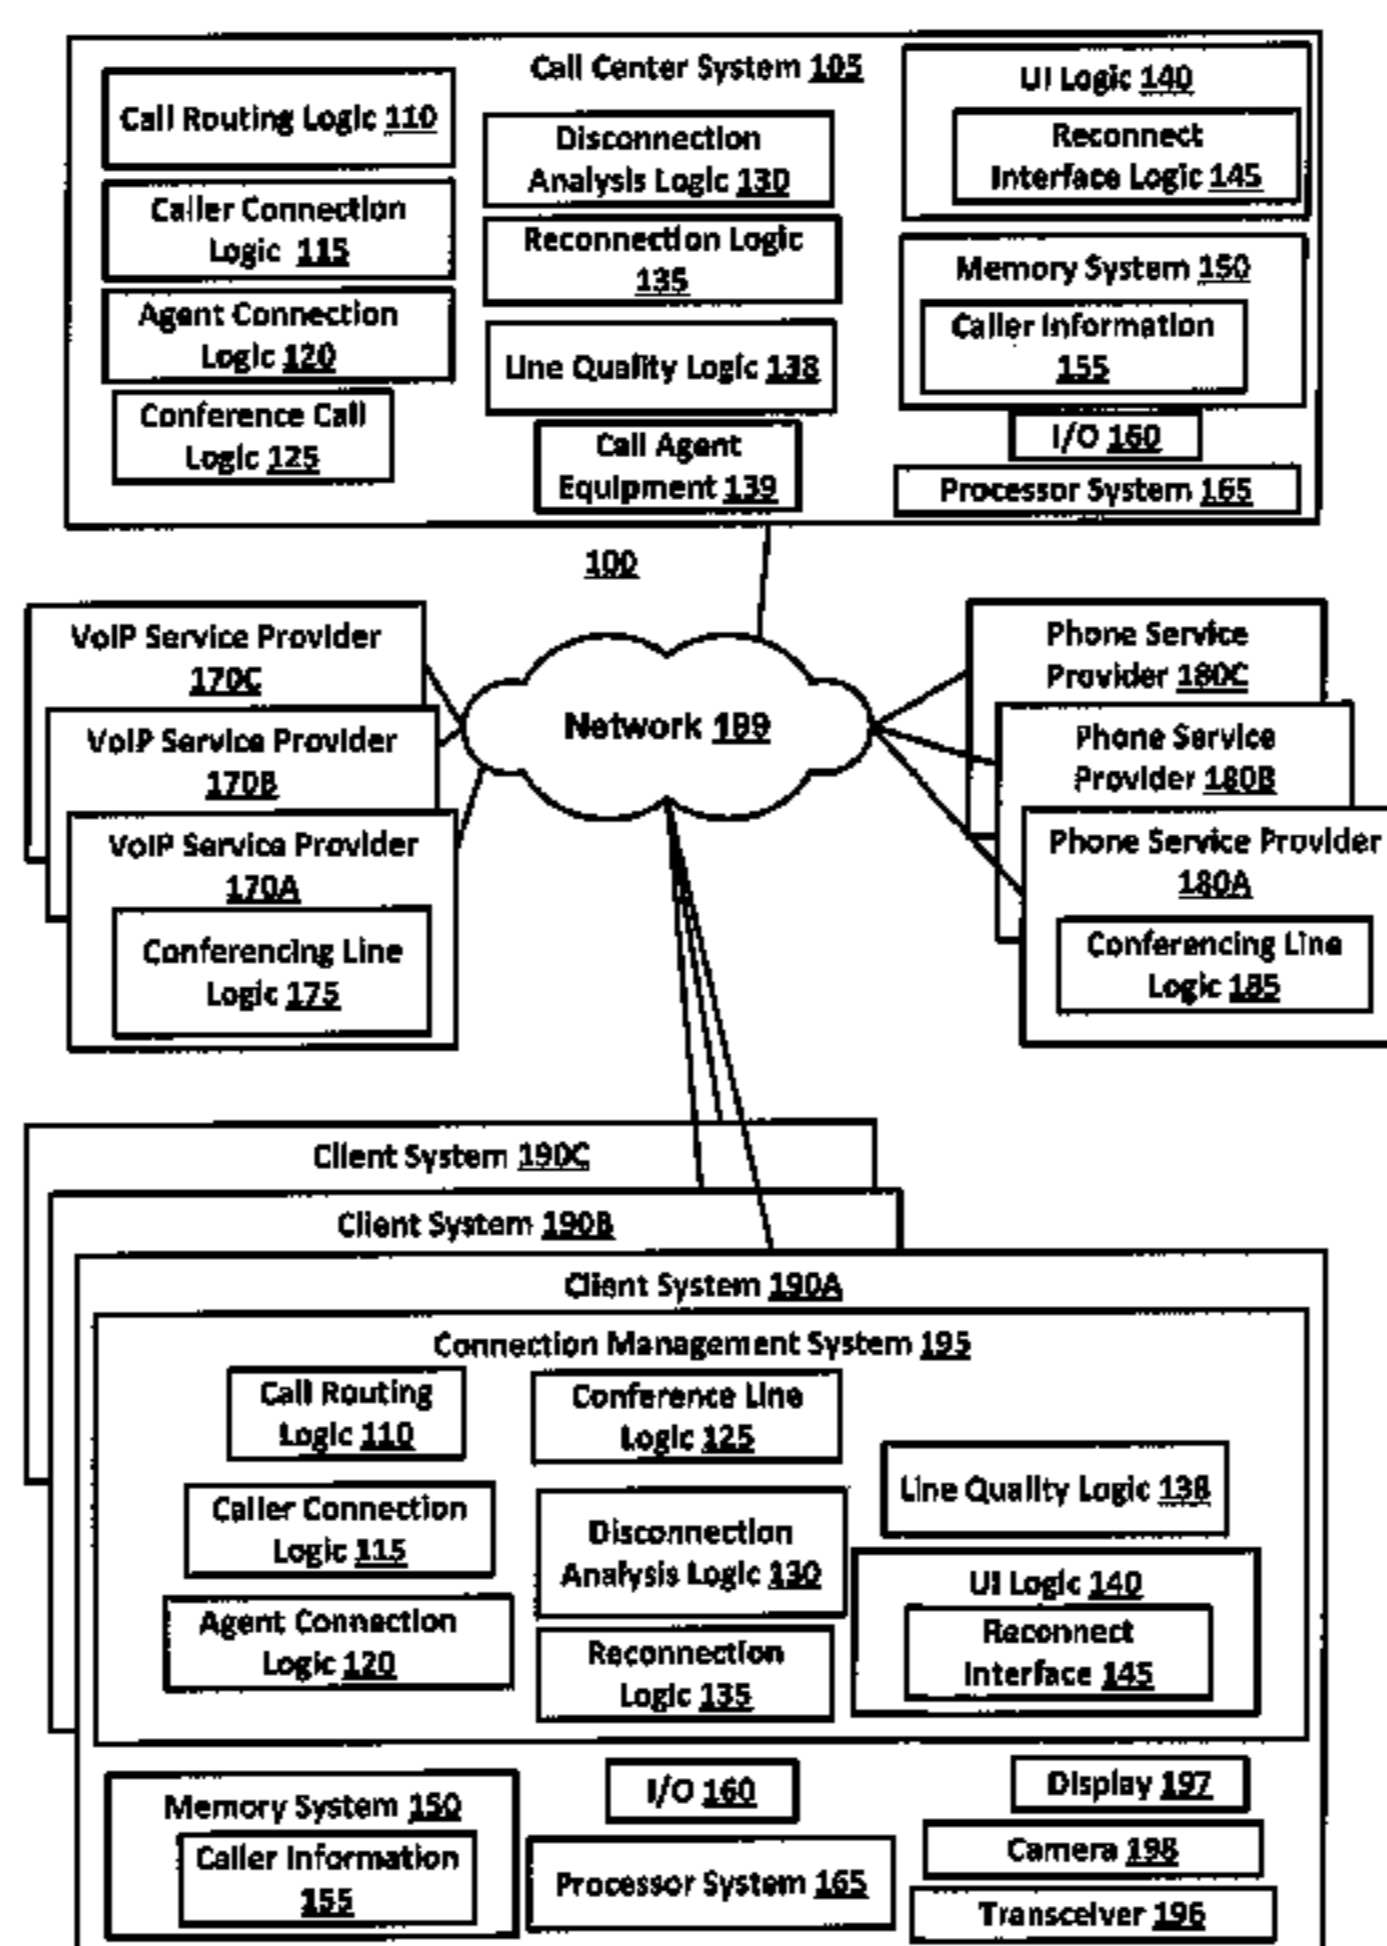 Call Center System 105
Call Routing Logic 110
Caller Connection
Logic 115
Agent Connection
Logic 120
Conference Call
Logic 125
Disconnection
Analysis Logic 130
Reconnection Logic
135
Line Quality Logic 138
Call Agent
Equipment 139
UI Logic 140
Reconnect
Interface Logic 145
Memory System 150
Caller Information
155
I/O 160
Processor System 165
100
VoIP Service Provider
170C
VoIP Service Provider
170B
VoIP Service Provider
170A
Conferencing Line
Logic 175
Network 189
Phone Service
Provider 180C
Phone Service
Provider 180B
Phone Service Provider
180A
Conferencing Line
Logic 185
Client System 190C
Client System 190B
Client System 190A
Connection Management System 195
Call Routing
Logic 110
Caller Connection
Logic 115
Agent Connection
Logic 120
Conference Line
Logic 125
Disconnection
Analysis Logic 130
Reconnection
Logic 135
Line Quality Logic 138
UI Logic 140
Reconnect
Interface 145
Memory System 150
Caller Information
155
I/O 160
Processor System 165
Display 197
Camera 198
Transceiver 196